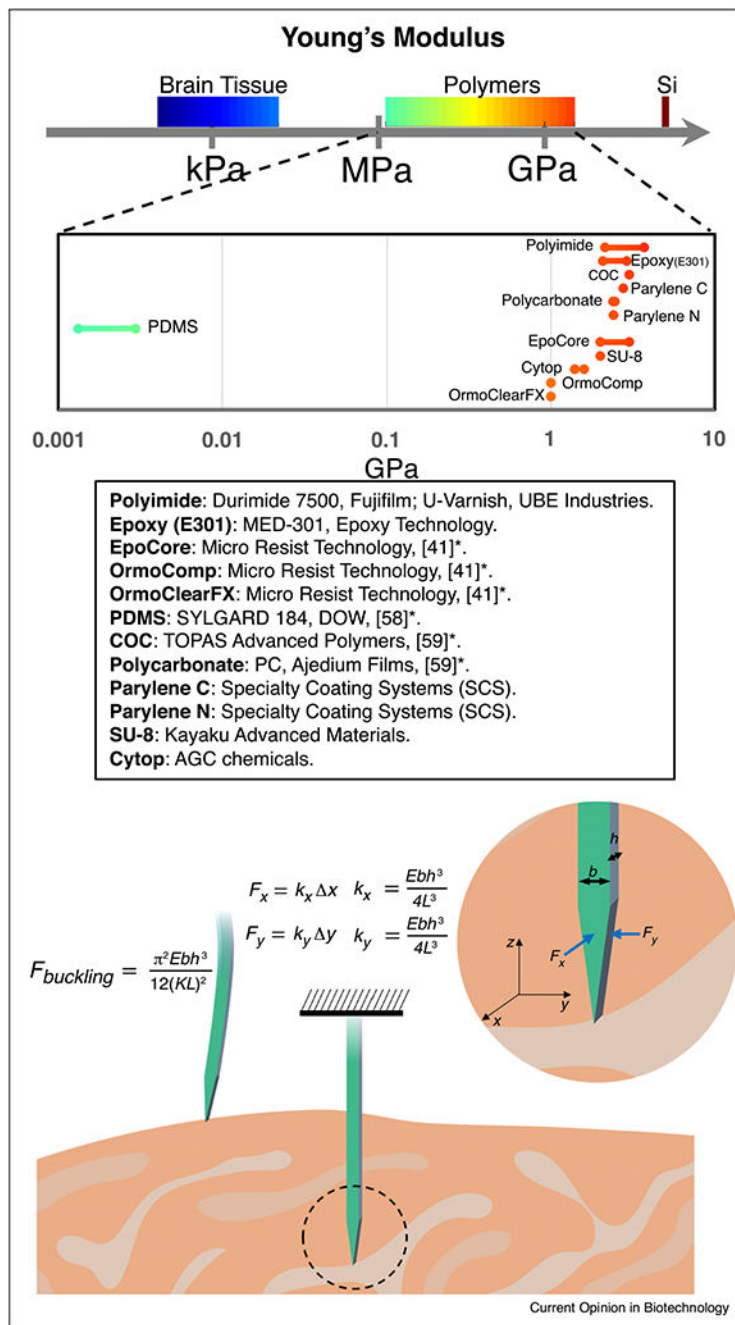 Young's Modulus
Brain Tissue Polymers Si
kPa MPa GPa
Polyimide
Epoxy(E301)
COC
Parylene C
Polycarbonate
Parylene N
PDMS
EpoCore
SU-8
Cytop
OrmoComp
OrmoClearFX
0.001 0.01 0.1 1 10
GPa
Polyimide: Durimide 7500, Fujifilm; U-Varnish, UBE Industries.
Epoxy (E301): MED-301, Epoxy Technology.
EpoCore: Micro Resist Technology, [41]*.
OrmoComp: Micro Resist Technology, [41]*.
OrmoClearFX: Micro Resist Technology, [41]*.
PDMS: SYLGARD 184, DOW, [58]*.
COC: TOPAS Advanced Polymers, [59]*.
Polycarbonate: PC, Ajedium Films, [59]*.
Parylene C: Specialty Coating Systems (SCS).
Parylene N: Specialty Coating Systems (SCS).
SU-8: Kayaku Advanced Materials.
Cytop: AGC chemicals.
F_x = k_x Δx k_x = Ebh³/4L³
F_y = k_y Δy k_y = Ebh³/4L³
F_buckling = π²Ebh³/12(KL)²
h
b
F_x F_y
z
x y
Current Opinion in Biotechnology